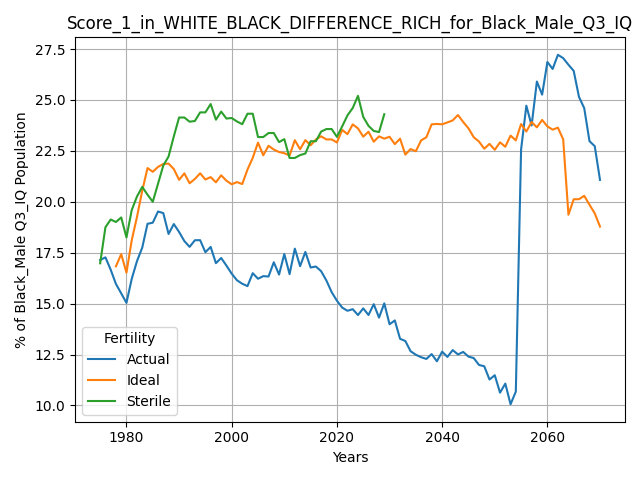 Score_1_in_WHITE_BLACK_DIFFERENCE_RICH_for_Black_Male_Q3_IQ
% of Black_Male Q3_IQ Population
27.5
25.0
22.5
20.0
17.5
15.0
12.5
10.0
Fertility
Actual
Ideal
Sterile
1980 2000 2020 2040 2060
Years